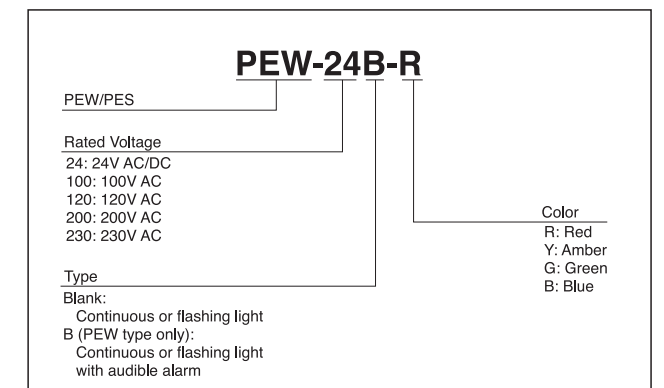 PEW-24B-R
PEW/PES
Rated Voltage
24: 24V AC/DC
100: 100V AC
120: 120V AC
200: 200V AC
230: 230V AC
Type
Blank:
Continuous or flashing light
B (PEW type only):
Continuous or flashing light
with audible alarm
Color
R: Red
Y: Amber
G: Green
B: Blue